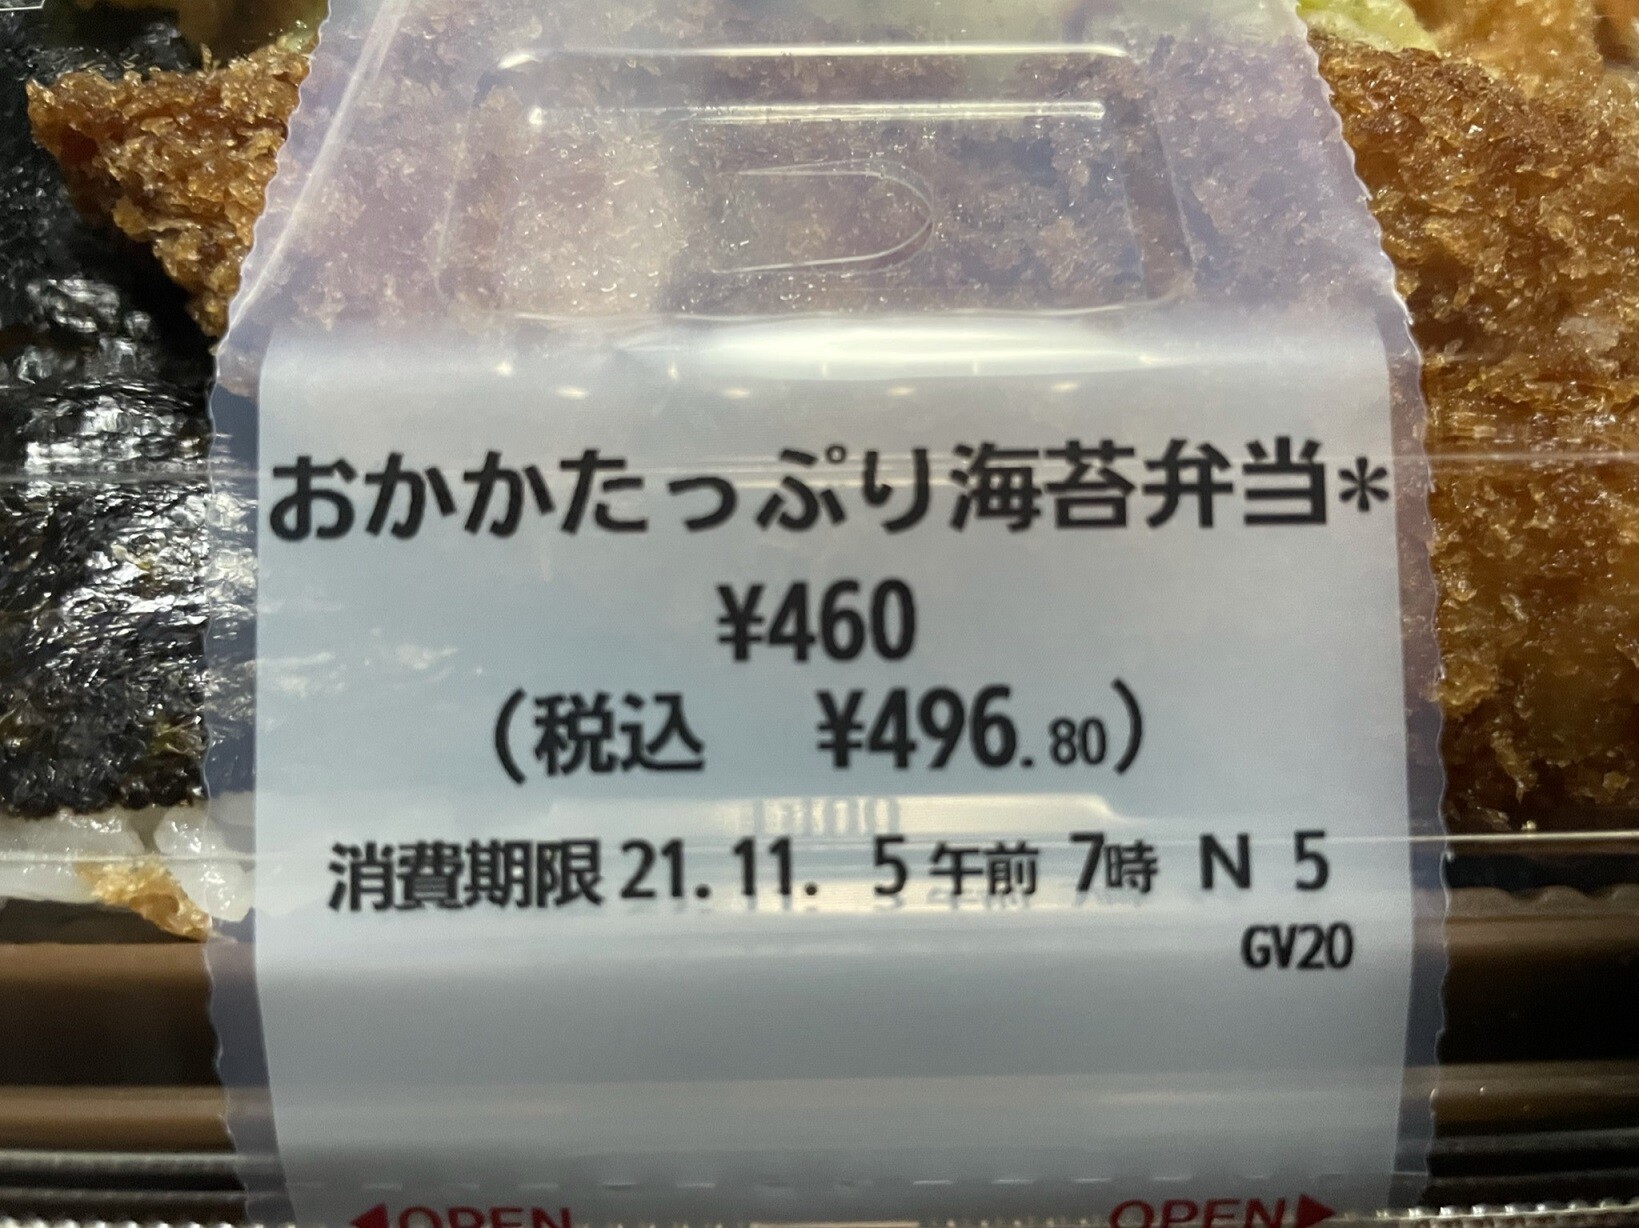 おかかたっぷり海苔弁当*
¥460
(税込 ¥496.80)
消費期限 21.11. 5 午前 7時 N 5
GV20
◀OPEN OPEN▶